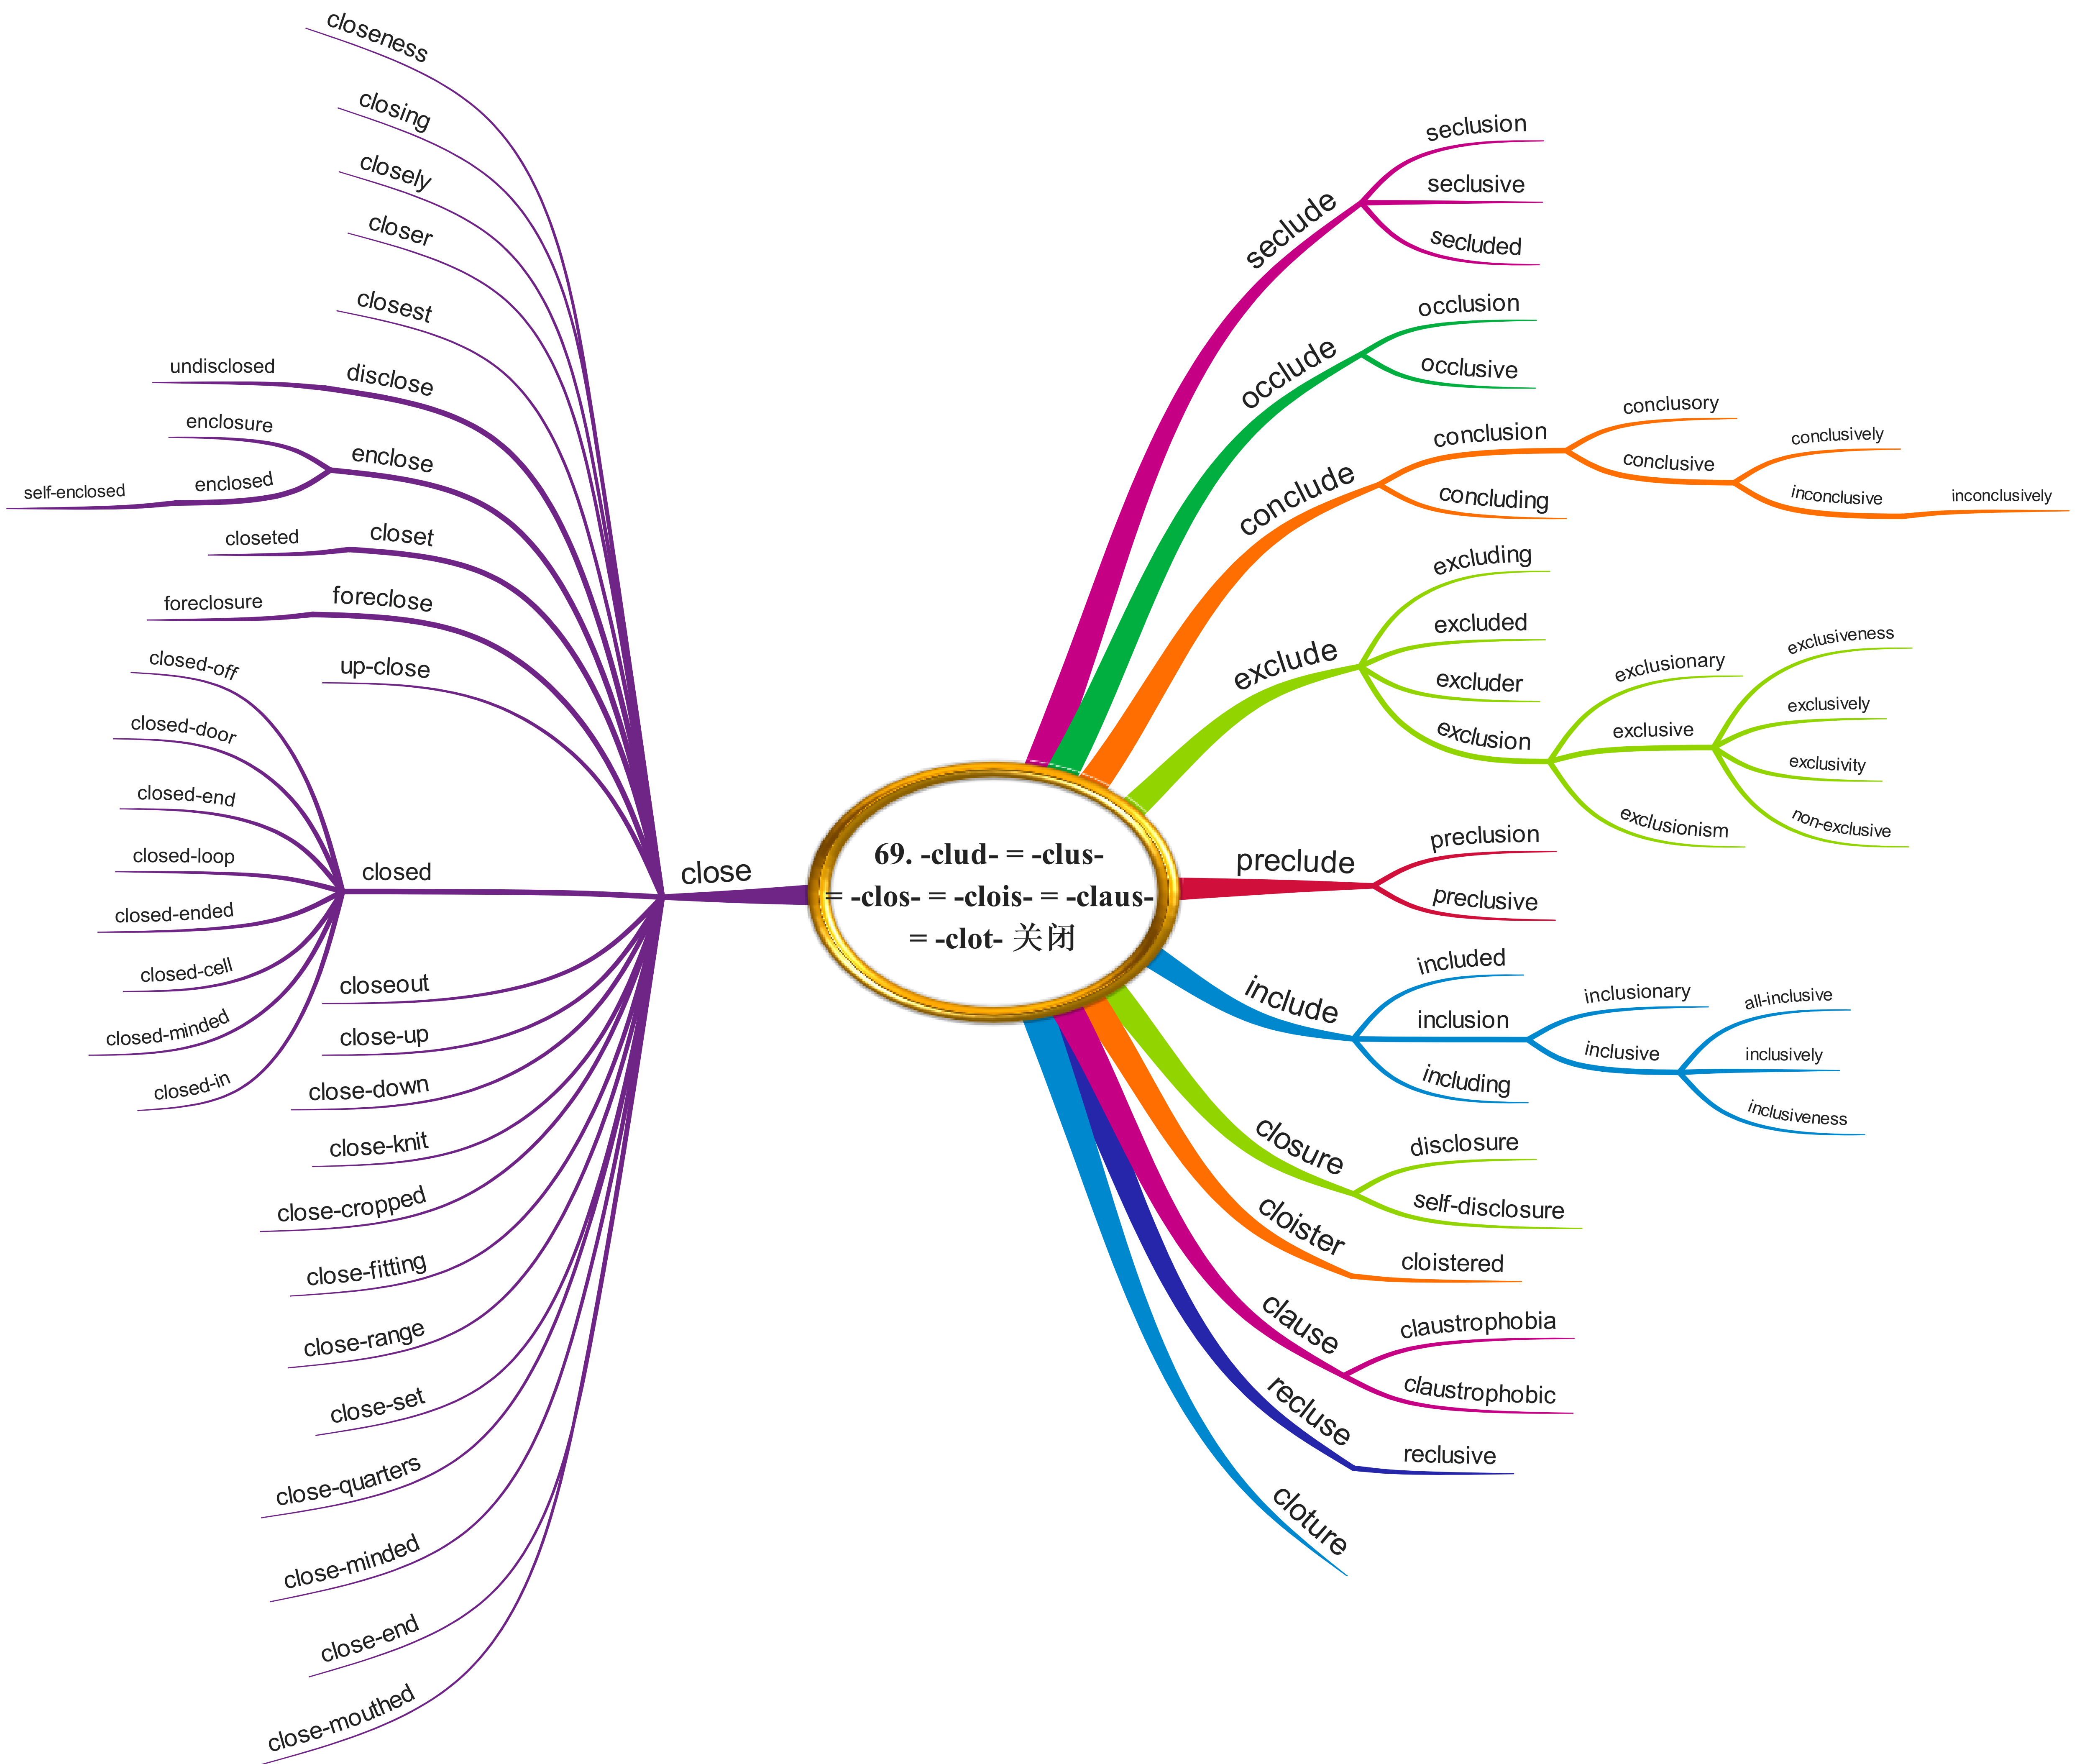 69. -clud- = -clus-
= -clos- = -clois- = -claus-
= -clot- 关闭
seclude
seclusion
seclusive
secluded
occlude
occlusion
occlusive
conclude
conclusion
conclusory
conclusive
conclusively
inconclusive
inconclusively
concluding
exclude
excluding
excluded
excluder
exclusion
exclusionary
exclusive
exclusiveness
exclusively
exclusivity
non-exclusive
exclusionism
preclude
preclusion
preclusive
include
included
inclusion
inclusionary
inclusive
all-inclusive
inclusively
inclusiveness
including
closure
disclosure
self-disclosure
cloister
cloistered
clause
claustrophobia
claustrophobic
recluse
reclusive
cloture
close
closeness
closing
closely
closer
closest
disclose
undisclosed
enclose
enclosure
enclosed
self-enclosed
closet
closeted
foreclose
foreclosure
up-close
closed
closed-off
closed-door
closed-end
closed-loop
closed-ended
closed-cell
closed-minded
closed-in
closeout
close-up
close-down
close-knit
close-cropped
close-fitting
close-range
close-set
close-quarters
close-minded
close-end
close-mouthed